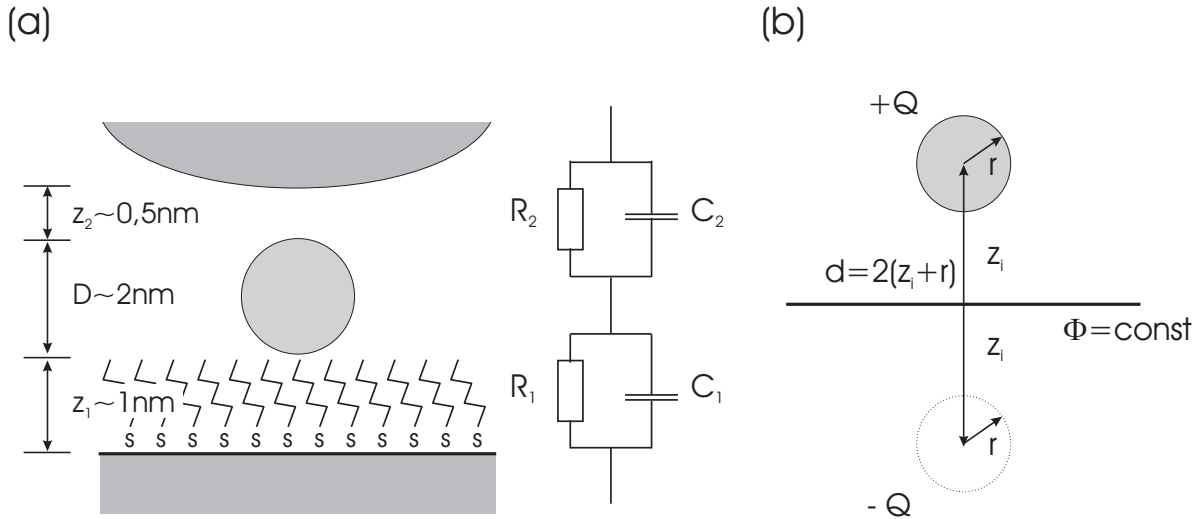 (a)
z₂~0,5nm
D~2nm
z₁~1nm
S S S S S S S S S S S S
R₂
C₂
R₁
C₁
(b)
+Q
r
zᵢ
d=2(zᵢ+r)
Φ=const
zᵢ
r
- Q